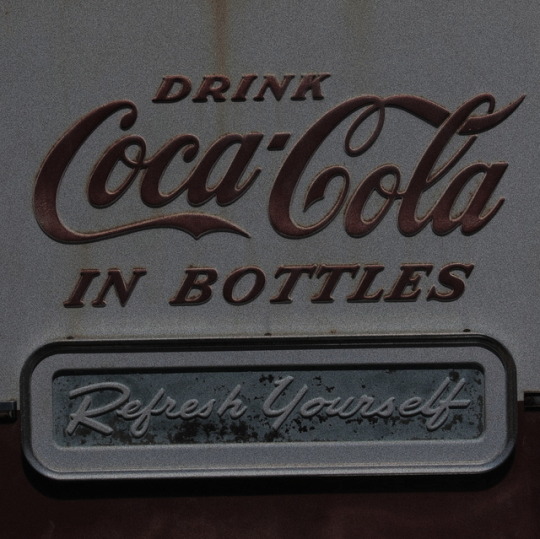 DRINK
Coca-Cola
IN BOTTLES
Refresh Yourself